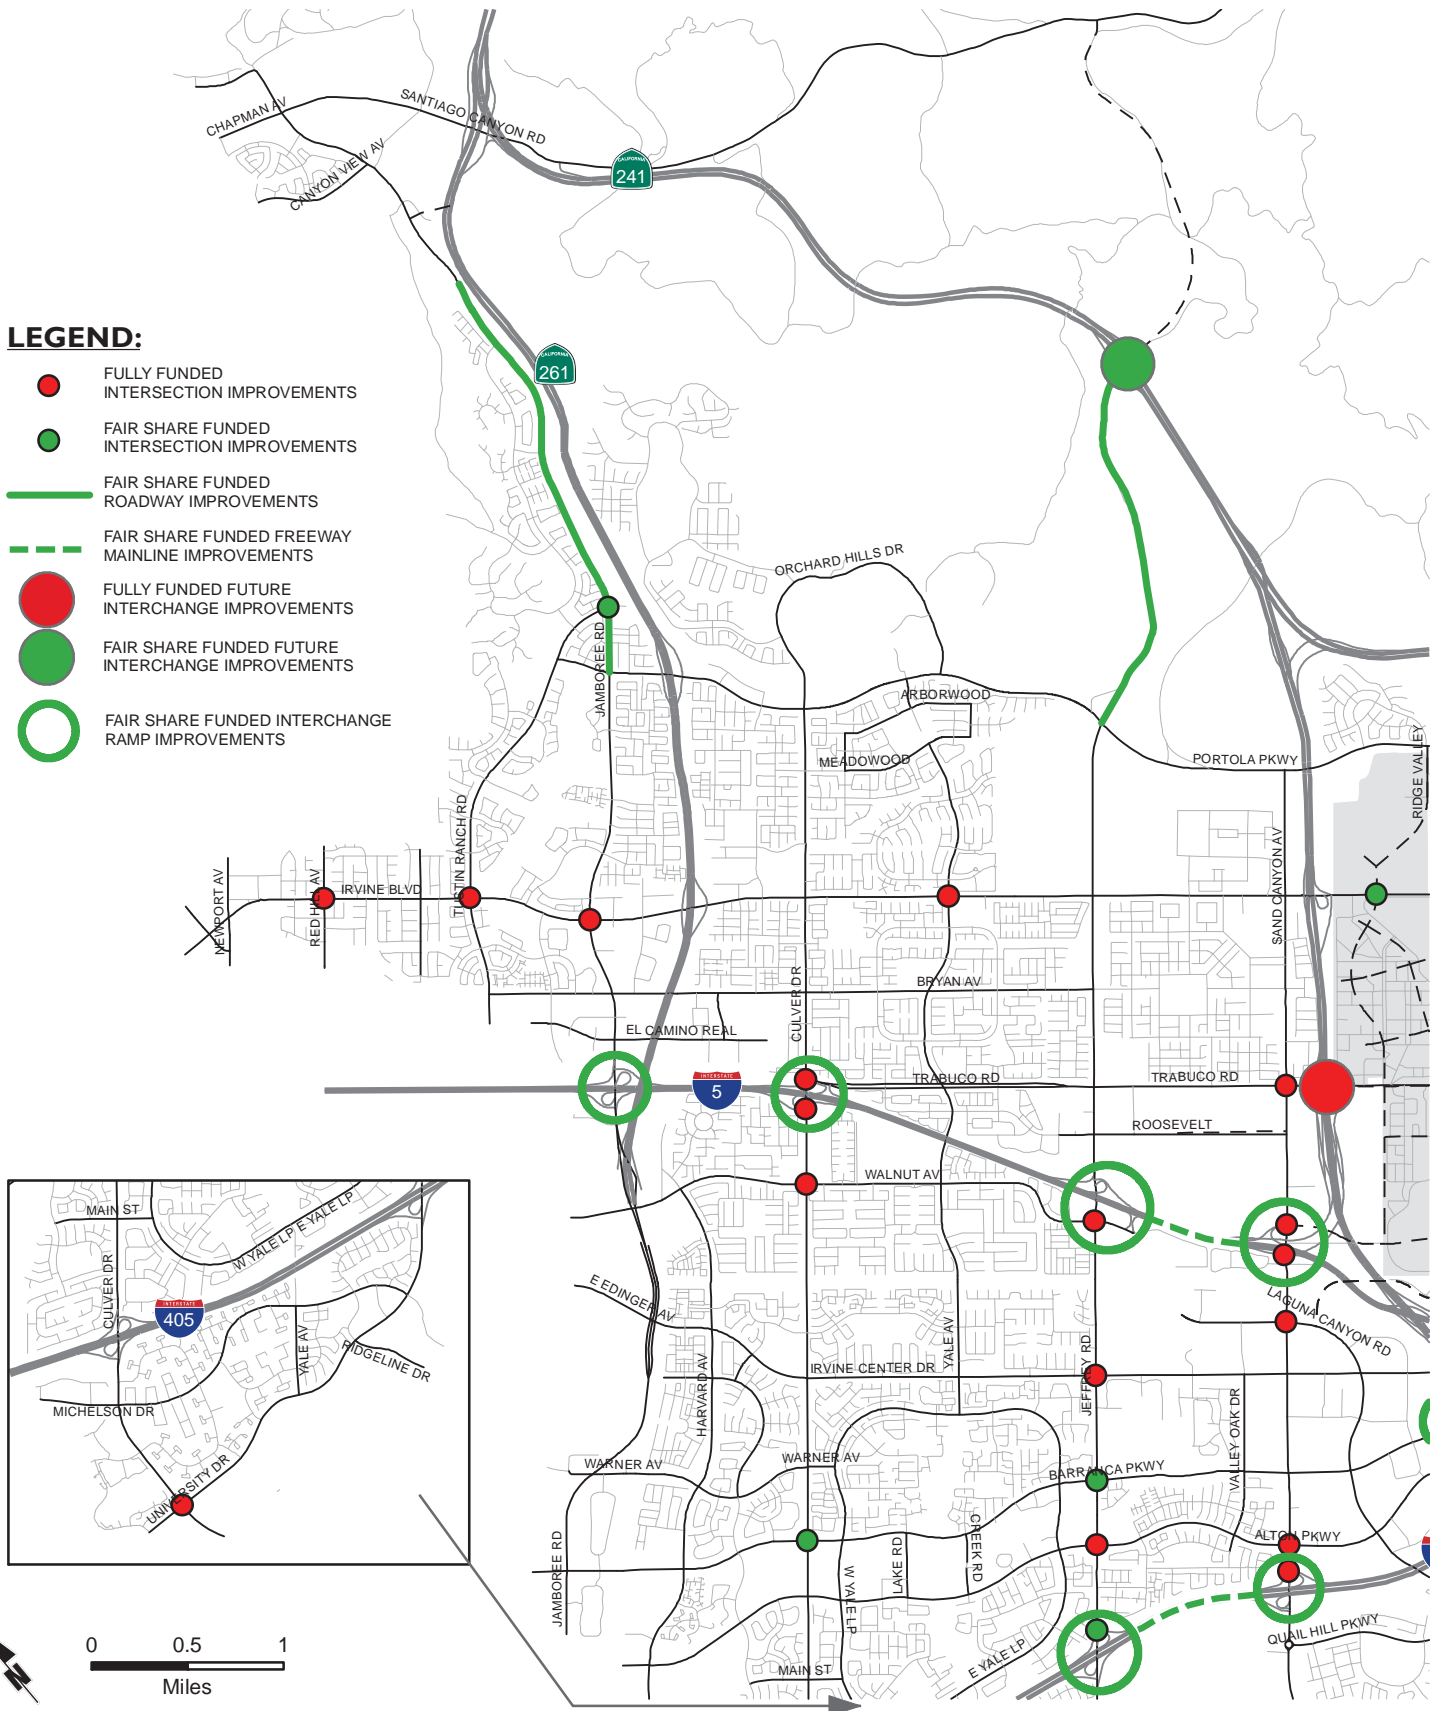 CHAPMAN AV
SANTIAGO CANYON RD
CANYON VIEW AV
CALIFORNIA
241
LEGEND:
FULLY FUNDED
INTERSECTION IMPROVEMENTS
FAIR SHARE FUNDED
INTERSECTION IMPROVEMENTS
FAIR SHARE FUNDED
ROADWAY IMPROVEMENTS
FAIR SHARE FUNDED FREEWAY
MAINLINE IMPROVEMENTS
FULLY FUNDED FUTURE
INTERCHANGE IMPROVEMENTS
FAIR SHARE FUNDED FUTURE
INTERCHANGE IMPROVEMENTS
FAIR SHARE FUNDED INTERCHANGE
RAMP IMPROVEMENTS
CALIFORNIA
261
ORCHARD HILLS DR
JAMBOREE RD
ARBORWOOD
MEADOWOOD
PORTOLA PKWY
RIDGE VALLEY
TUSTIN RANCH RD
NEWPORT AV
RED HILL AV
IRVINE BLVD
SAND CANYON AV
CULVER DR
BRYAN AV
EL CAMINO REAL
INTERSTATE
5
TRABUCO RD
TRABUCO RD
ROOSEVELT
WALNUT AV
E EDINGER AV
LAGUNA CANYON RD
HARVARD AV
YALE AV
IRVINE CENTER DR
JEFFREY RD
VALLEY OAK DR
WARNER AV
WARNER AV
BARRANCA PKWY
ALTON PKWY
JAMBOREE RD
W YALE LP
LAKE RD
CREEK RD
E YALE LP
QUAIL HILL PKWY
MAIN ST
MAIN ST
W YALE LP
E YALE LP
CULVER DR
INTERSTATE
405
YALE AV
RIDGELINE DR
MICHELSON DR
UNIVERSITY DR
N
0 0.5 1
Miles